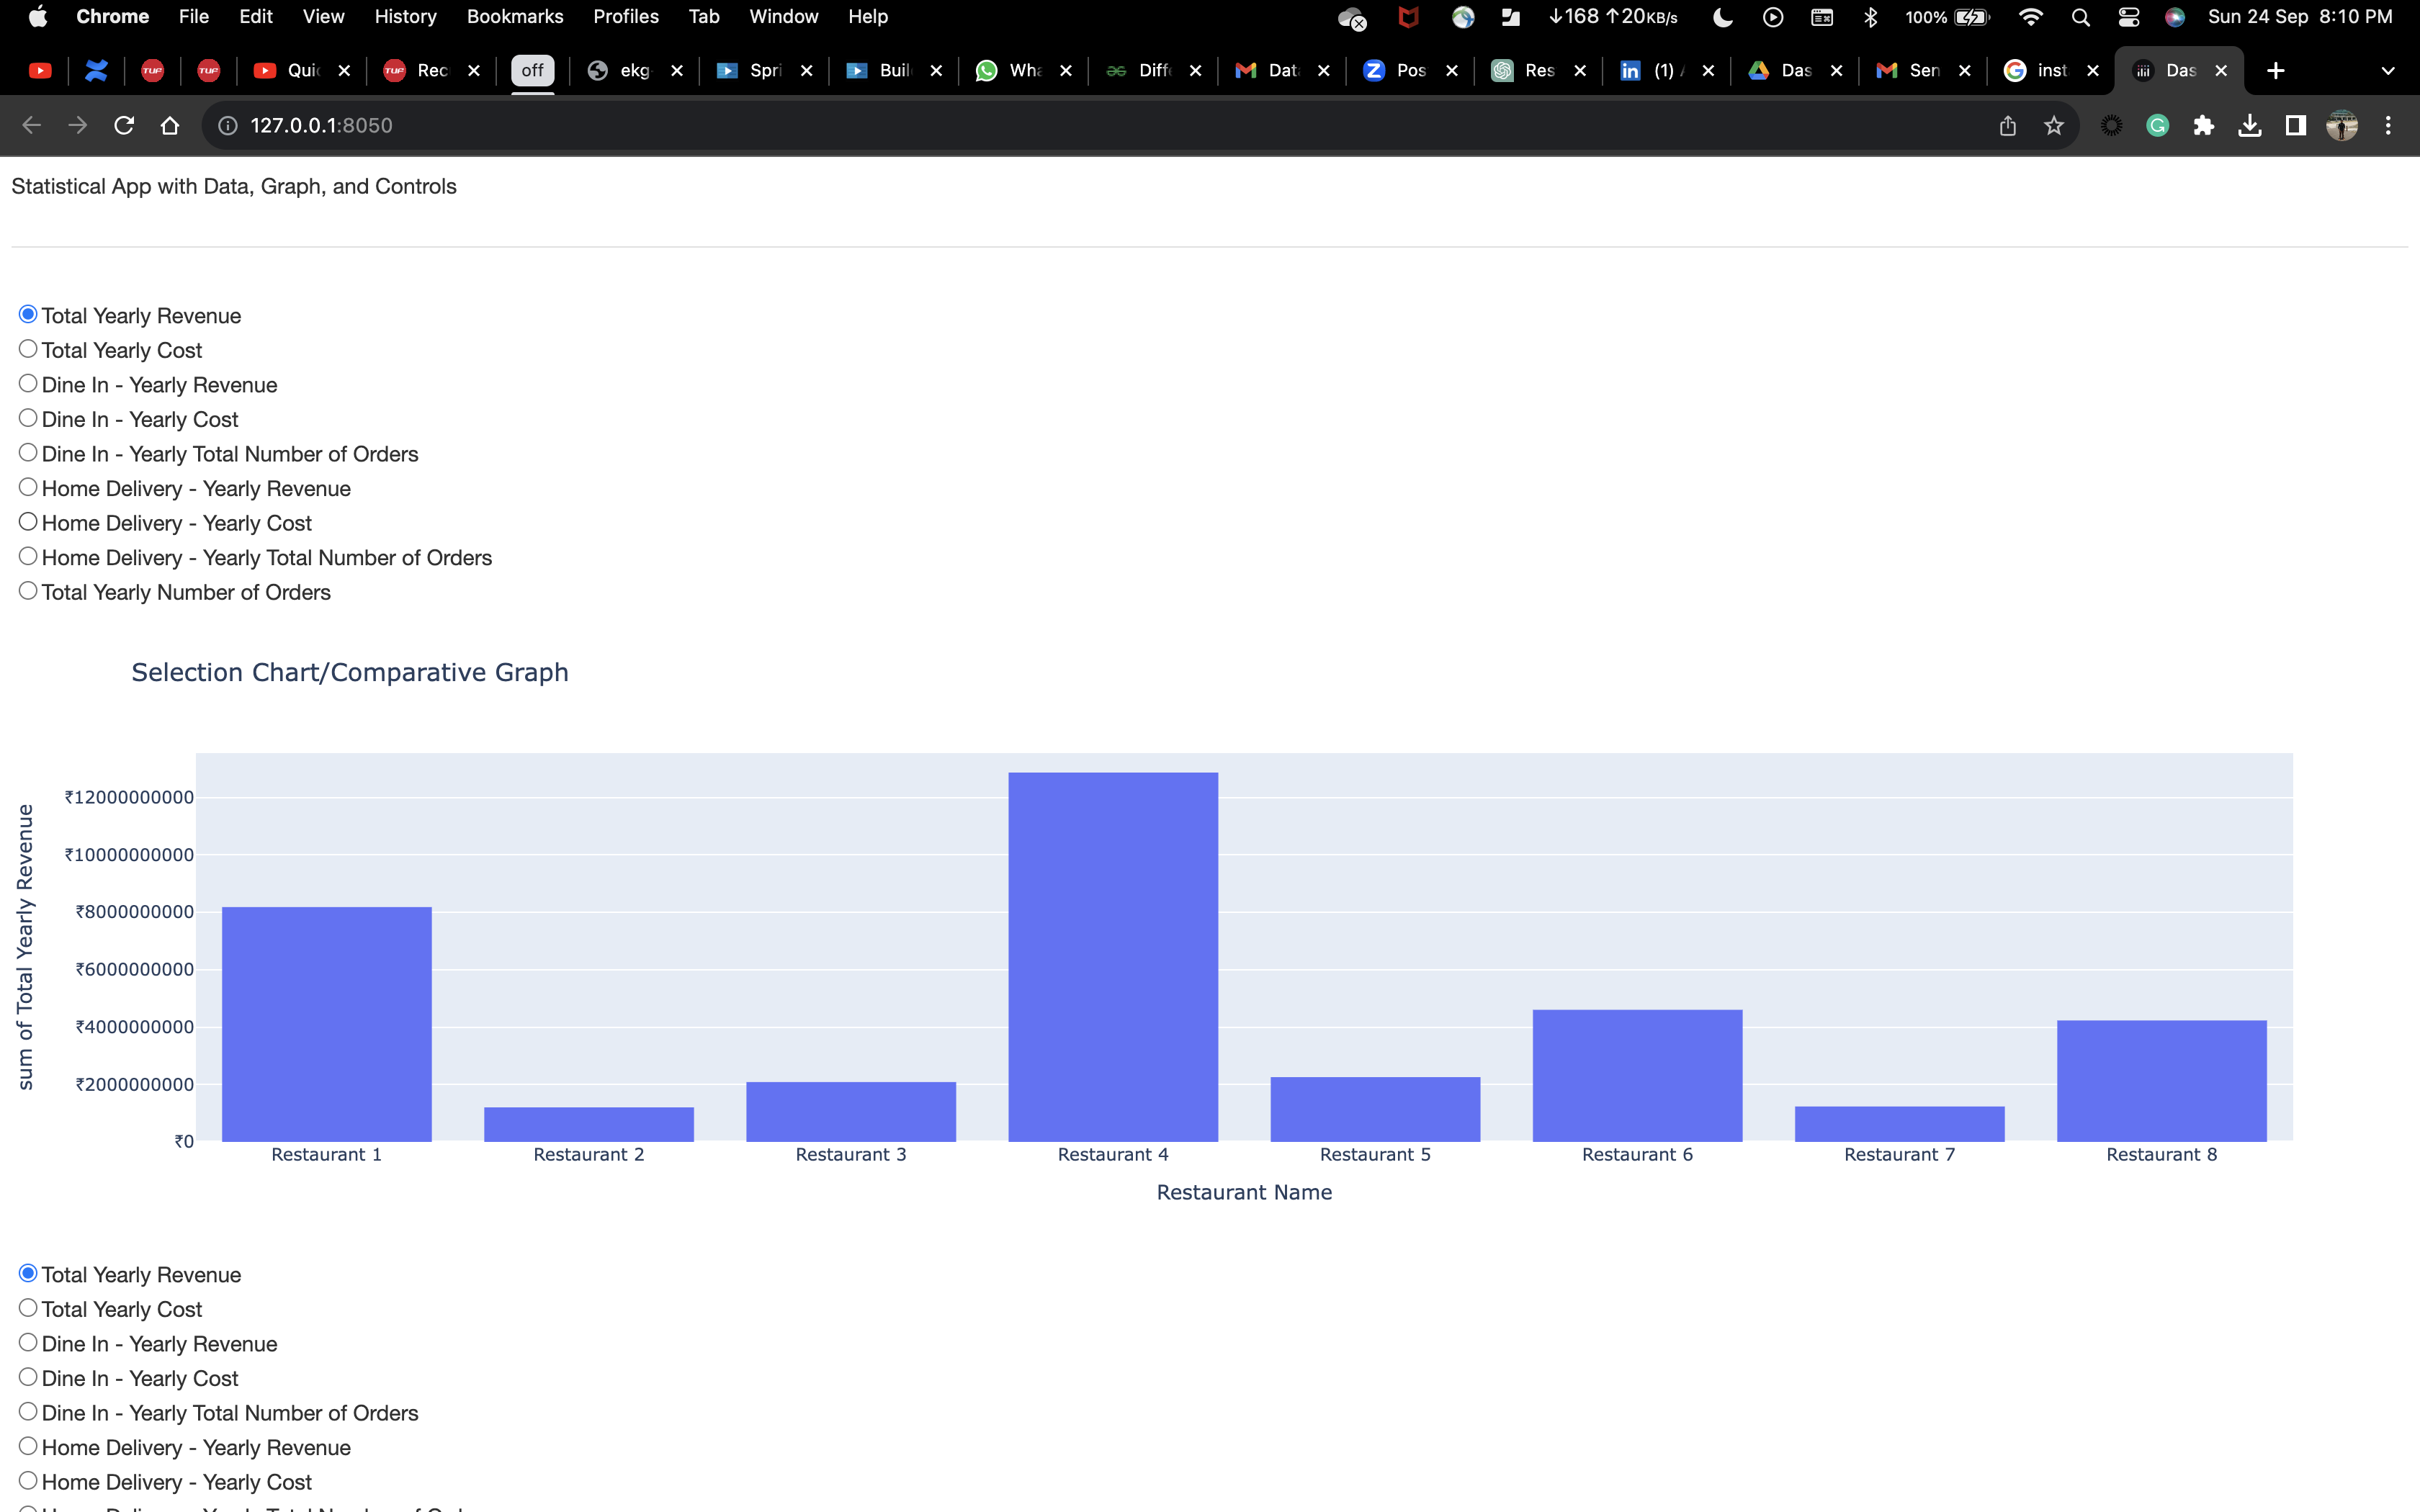 Chrome File Edit View History Bookmarks Profiles Tab Window Help ↓168 ↑20KB/s 100% Sun 24 Sep 8:10 PM
TUF TUF Quic TUF Rec off ekg- Spri Buil Wha Diffe Data Pos Res in (1) Das Sen inst Das
127.0.0.1:8050
Statistical App with Data, Graph, and Controls
Total Yearly Revenue
Total Yearly Cost
Dine In - Yearly Revenue
Dine In - Yearly Cost
Dine In - Yearly Total Number of Orders
Home Delivery - Yearly Revenue
Home Delivery - Yearly Cost
Home Delivery - Yearly Total Number of Orders
Total Yearly Number of Orders
Selection Chart/Comparative Graph
sum of Total Yearly Revenue
₹12000000000
₹10000000000
₹8000000000
₹6000000000
₹4000000000
₹2000000000
₹0
Restaurant 1 Restaurant 2 Restaurant 3 Restaurant 4 Restaurant 5 Restaurant 6 Restaurant 7 Restaurant 8
Restaurant Name
Total Yearly Revenue
Total Yearly Cost
Dine In - Yearly Revenue
Dine In - Yearly Cost
Dine In - Yearly Total Number of Orders
Home Delivery - Yearly Revenue
Home Delivery - Yearly Cost